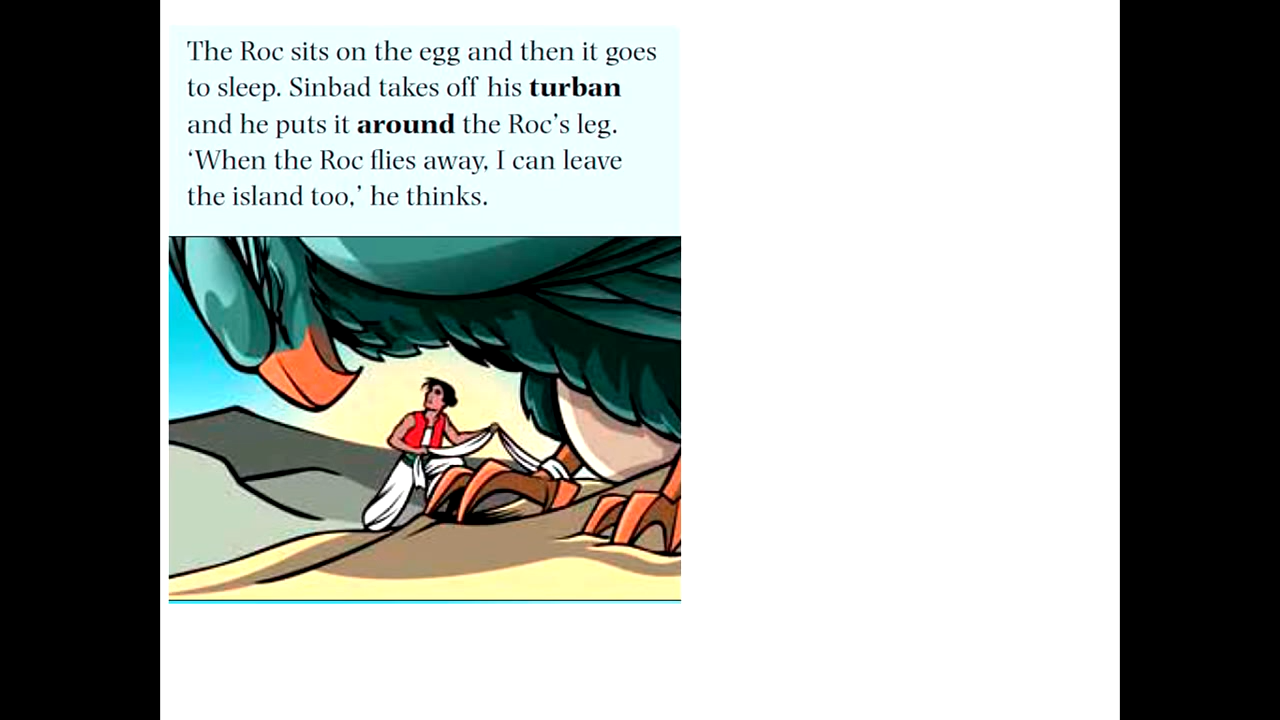 The Roc sits on the egg and then it goes
to sleep. Sinbad takes off his turban
and he puts it around the Roc’s leg.
‘When the Roc flies away, I can leave
the island too,’ he thinks.